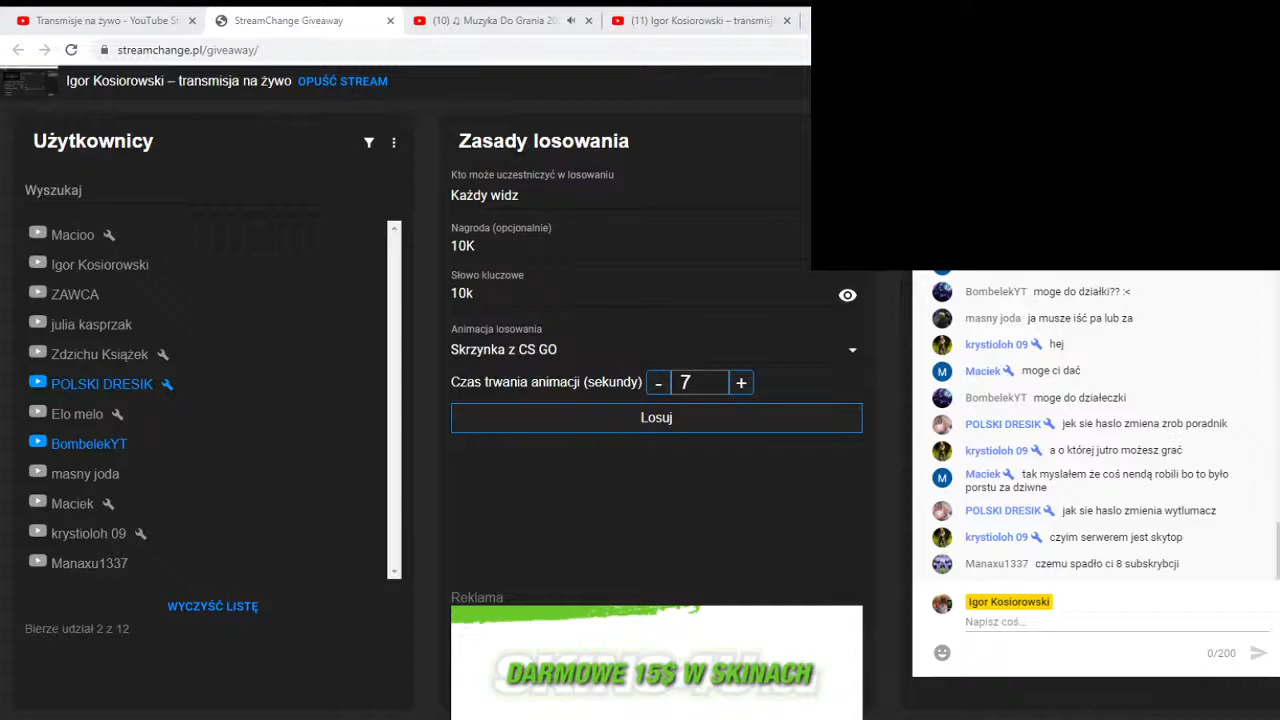 Transmisje na żywo - YouTube St
StreamChange Giveaway
(10) ♫ Muzyka Do Grania 202
(11) Igor Kosiorowski – transmisj
streamchange.pl/giveaway/
Igor Kosiorowski – transmisja na żywo OPUŚĆ STREAM
Użytkownicy
Wyszukaj
Macioo
Igor Kosiorowski
ZAWCA
julia kasprzak
Zdzichu Książek
POLSKI DRESIK
Elo melo
BombelekYT
masny joda
Maciek
krystioloh 09
Manaxu1337
WYCZYŚĆ LISTĘ
Bierze udział 2 z 12
Zasady losowania
Kto może uczestniczyć w losowaniu
Każdy widz
Nagroda (opcjonalnie)
10K
Słowo kluczowe
10k
Animacja losowania
Skrzynka z CS GO
Czas trwania animacji (sekundy) - 7 +
Losuj
Reklama
DARMOWE 15$ W SKINACH
BombelekYT moge do działki?? :<
masny joda ja musze iść pa lub za
krystioloh 09 hej
Maciek moge ci dać
BombelekYT moge do działeczki
POLSKI DRESIK jek sie haslo zmiena zrob poradnik
krystioloh 09 a o której jutro możesz grać
Maciek tak myslałem że coś nendą robili bo to było
porstu za dziwne
POLSKI DRESIK jak sie haslo zmienia wytlumacz
krystioloh 09 czyim serwerem jest skytop
Manaxu1337 czemu spadło ci 8 subskrybcji
Igor Kosiorowski
Napisz coś...
0/200